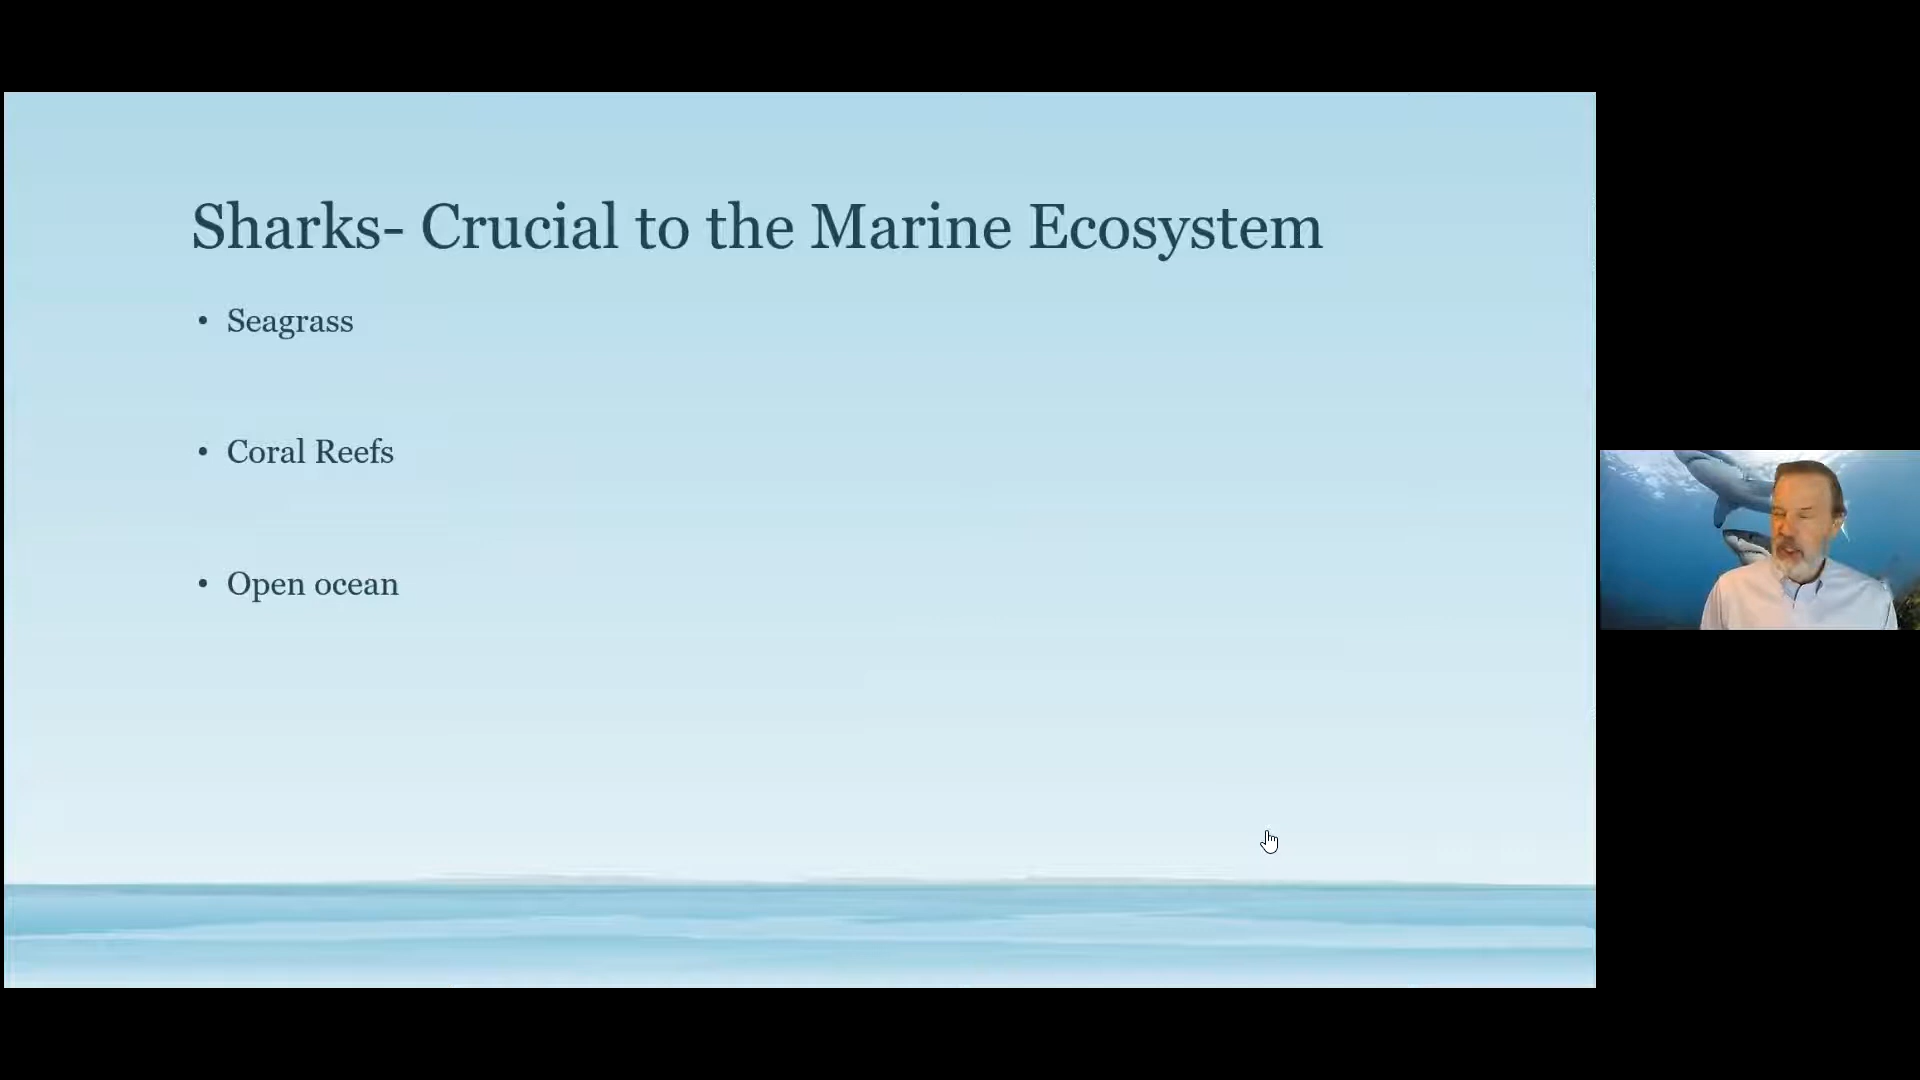 Sharks- Crucial to the Marine Ecosystem
• Seagrass
• Coral Reefs
• Open ocean